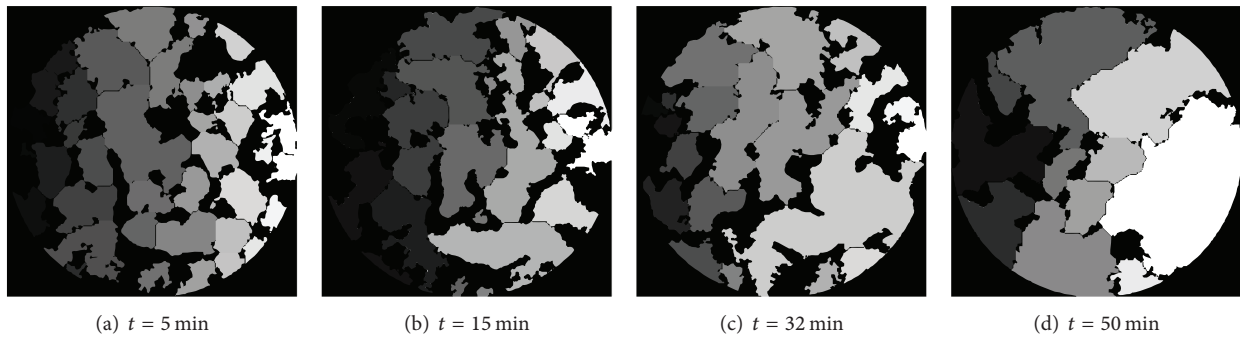 (a) t = 5 min (b) t = 15 min (c) t = 32 min (d) t = 50 min